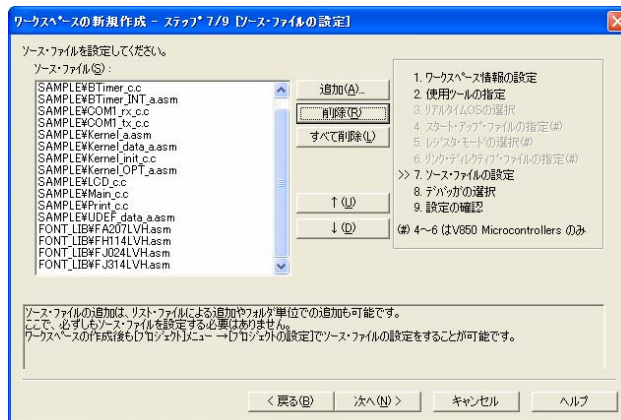 ワークスペースの新規作成 - ステップ 7/9 [ソース・ファイルの設定]
ソース・ファイルを設定してください。
ソース・ファイル(S):
SAMPLE¥BTimer_c.c
SAMPLE¥BTimer_INT_a.asm
SAMPLE¥COM1_rx_c.c
SAMPLE¥COM1_tx_c.c
SAMPLE¥Kernel_a.asm
SAMPLE¥Kernel_data_a.asm
SAMPLE¥Kernel_init_c.c
SAMPLE¥Kernel_OPT_a.asm
SAMPLE¥LCD_c.c
SAMPLE¥Main_c.c
SAMPLE¥Print_c.c
SAMPLE¥UDEF_data_a.asm
FONT_LIB¥FA207LVH.asm
FONT_LIB¥FH114LVH.asm
FONT_LIB¥FJ024LVH.asm
FONT_LIB¥FJ314LVH.asm
追加(A)...
削除(R)
すべて削除(L)
↑(U)
↓(D)
1. ワークスペース情報の設定
2. 使用ツールの指定
3. リアルタイムOSの選択
4. スタート・アップ・ファイルの指定(#)
5. レジスタ・モードの選択(#)
6. リンク・ディレクティブ・ファイルの指定(#)
>> 7. ソース・ファイルの設定
8. デバッガの選択
9. 設定の確認
(#) 4～6 はV850 Microcontrollers のみ
ソース・ファイルの追加は、リスト・ファイルによる追加やフォルダ単位での追加も可能です。
ここで、必ずしもソース・ファイルを設定する必要はありません。
ワークスペースの作成後も[プロジェクト]メニュー →[プロジェクトの設定]でソース・ファイルの設定をすることが可能です。
< 戻る(B)
次へ(N) >
キャンセル
ヘルプ